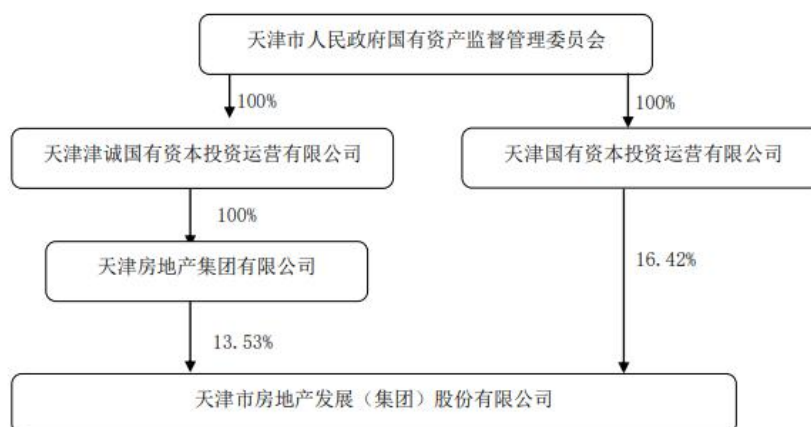 天津市人民政府国有资产监督管理委员会
100%
100%
天津津诚国有资本投资运营有限公司
天津国有资本投资运营有限公司
100%
天津房地产集团有限公司
16.42%
13.53%
天津市房地产发展（集团）股份有限公司